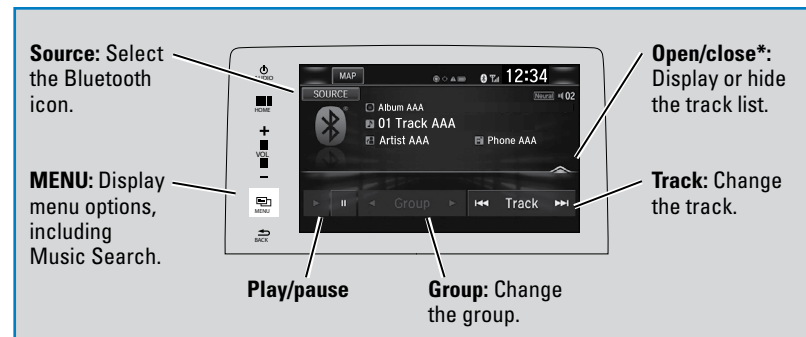 Source: Select
the Bluetooth
icon.
MENU: Display
menu options,
including
Music Search.
AUDIO
HOME
+
VOL
−
MENU
BACK
MAP
12:34
SOURCE
Neural
02
Album AAA
01 Track AAA
Artist AAA
Phone AAA
Group
Track
Open/close*:
Display or hide
the track list.
Track: Change
the track.
Play/pause
Group: Change
the group.